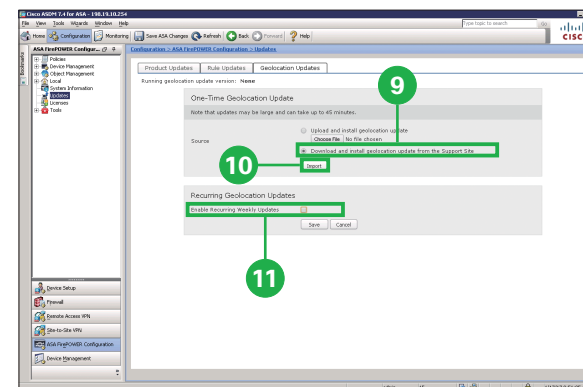 Cisco ASDM 7.4 for ASA - 198.19.10.254
File View Tools Wizards Window Help
Type topic to search
Home Configuration Monitoring Save ASA Changes Refresh Back Forward Help
CISC
Bookmarks
ASA FirePOWER Configur...
Configuration > ASA FirePOWER Configuration > Updates
Policies
Device Management
Object Management
Local
System Information
Updates
Licenses
Tools
Product Updates Rule Updates Geolocation Updates
Running geolocation update version: None
9
One-Time Geolocation Update
Note that updates may be large and can take up to 45 minutes.
Source
Upload and install geolocation update
Choose File No file chosen
Download and install geolocation update from the Support Site
10
Import
Recurring Geolocation Updates
Enable Recurring Weekly Updates
Save Cancel
11
Device Setup
Firewall
Remote Access VPN
Site-to-Site VPN
ASA FirePOWER Configuration
Device Management